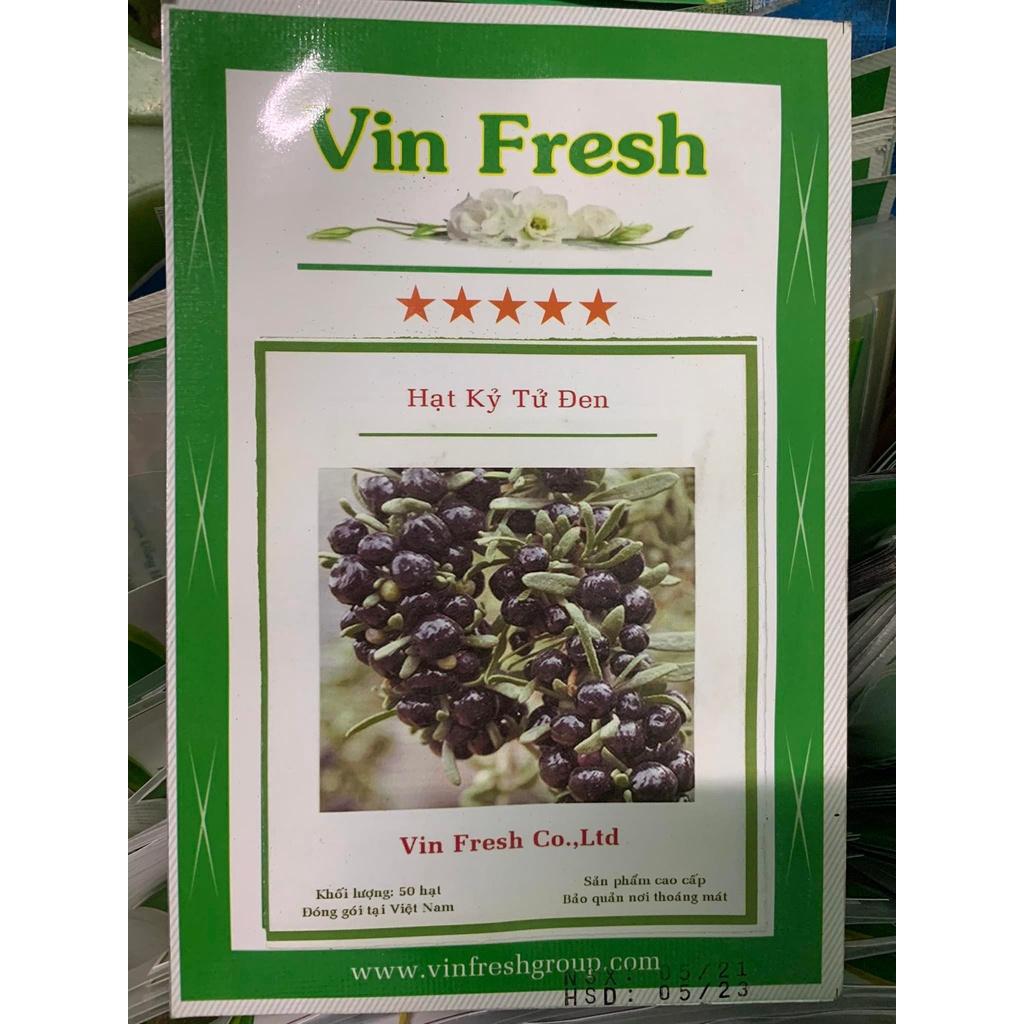 Vin Fresh
Hạt Kỷ Tử Đen
Vin Fresh Co.,Ltd
Khối lượng: 50 hạt
Đóng gói tại Việt Nam
Sản phẩm cao cấp
Bảo quản nơi thoáng mát
www.vinfreshgroup.com
NSX: 05/21
HSD: 05/23